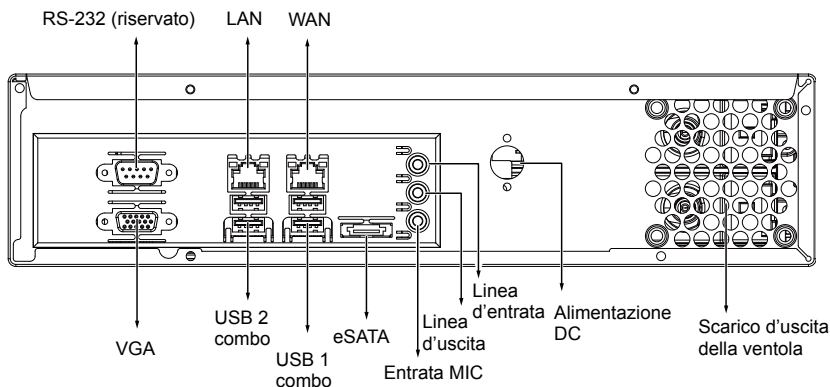 RS-232 (riservato)
LAN
WAN
VGA
USB 2
combo
USB 1
combo
eSATA
Entrata MIC
Linea
d'uscita
Linea
d'entrata
Alimentazione
DC
Scarico d'uscita
della ventola